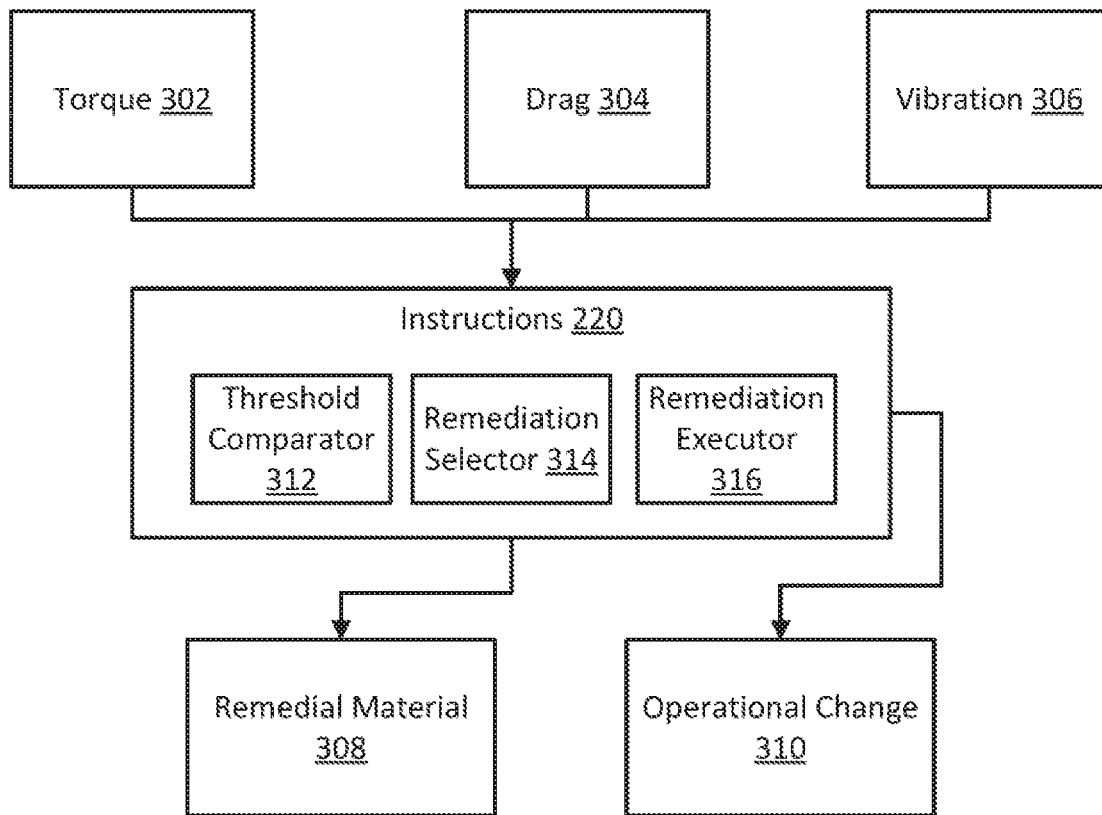 Torque 302
Drag 304
Vibration 306
Instructions 220
Threshold
Comparator
312
Remediation
Selector 314
Remediation
Executor
316
Remedial Material
308
Operational Change
310